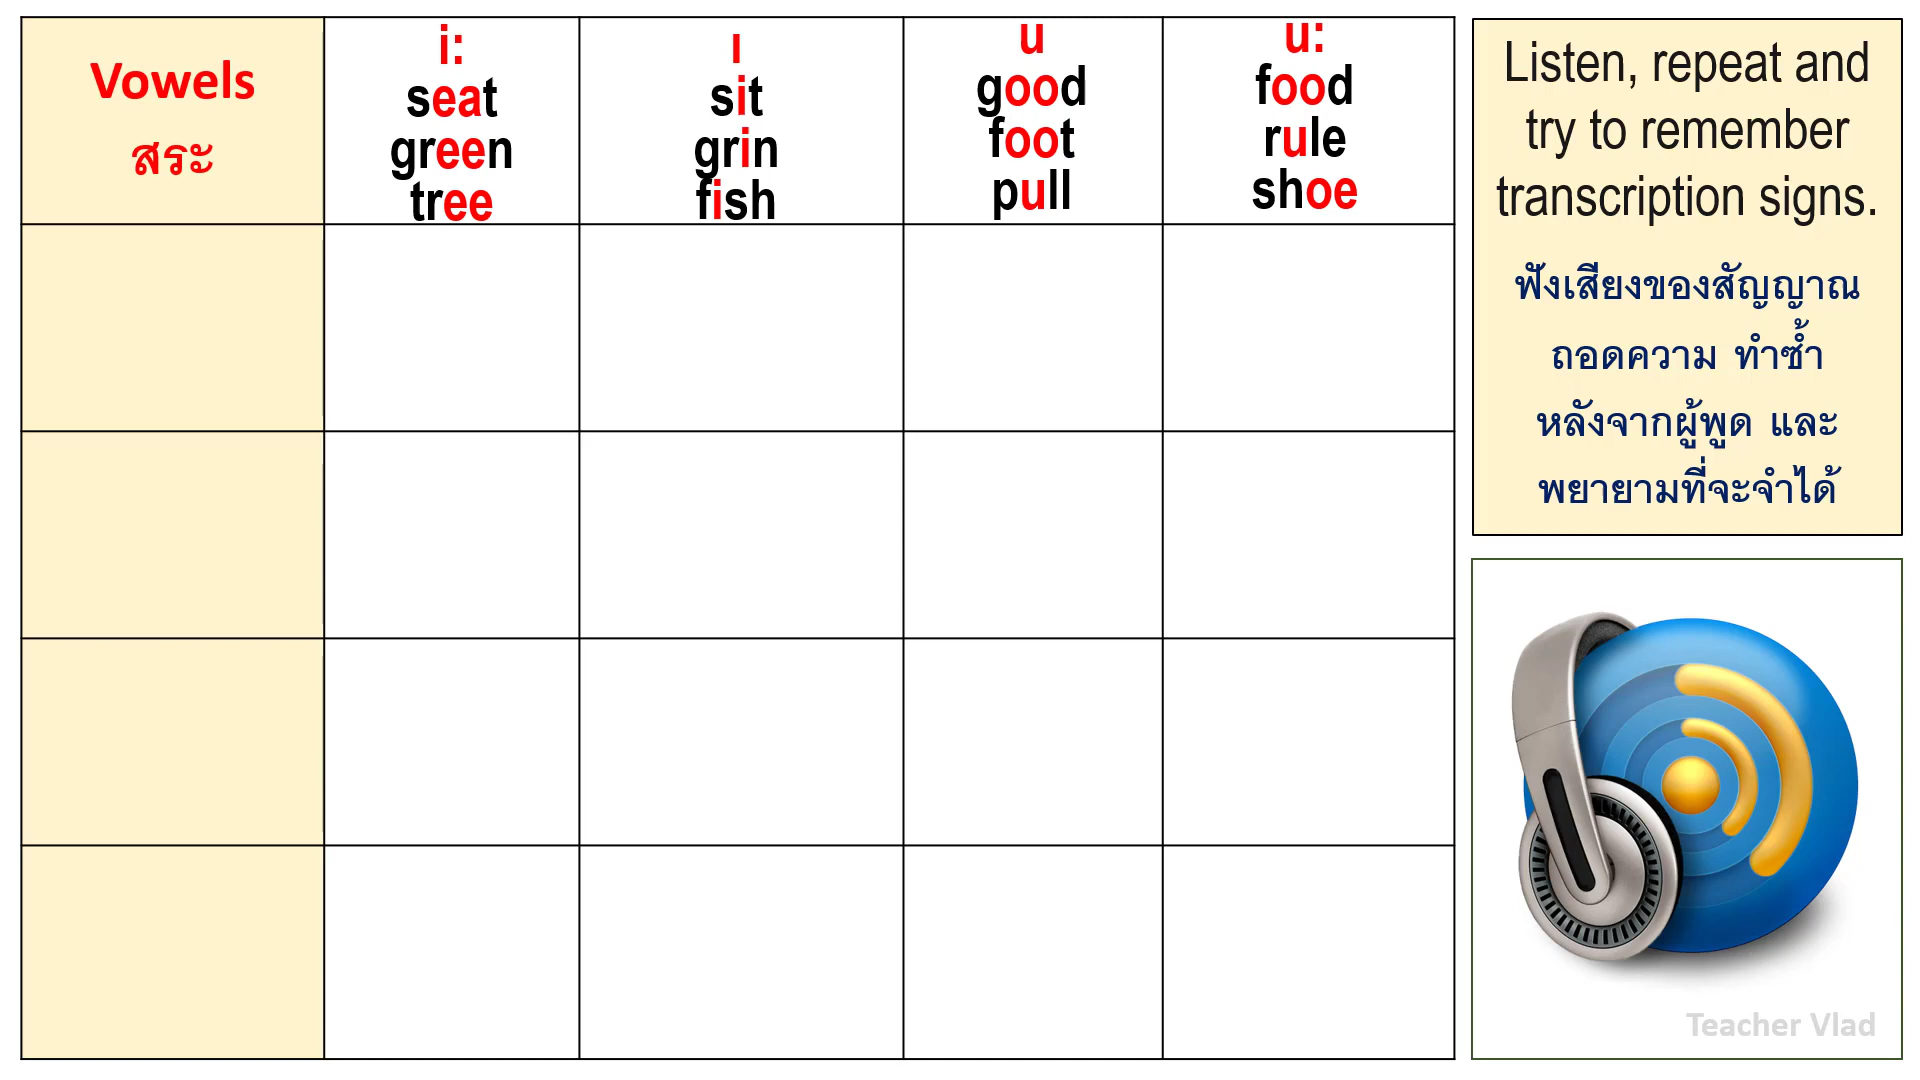 Vowels
สระ
i:
seat
green
tree
ı
sit
grin
fish
u
good
foot
pull
u:
food
rule
shoe
Listen, repeat and
try to remember
transcription signs.
ฟังเสียงของสัญญาณ
ถอดความ ทำซ้ำ
หลังจากผู้พูด และ
พยายามที่จะจำได้
Teacher Vlad